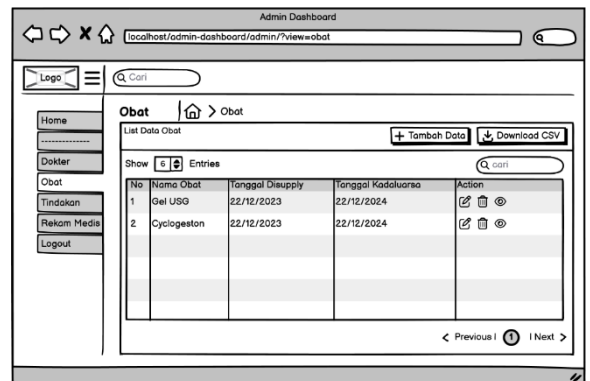 Admin Dashboard
localhost/admin-dashboard/admin/?view=obat
Logo
Cari
Home
--------------
Dokter
Obat
Tindakan
Rekam Medis
Logout
Obat
Obat
List Data Obat
Tambah Data
Download CSV
Show 6 Entries
cari
No Nama Obat Tanggal Disupply Tanggal Kadaluarsa Action
1 Gel USG 22/12/2023 22/12/2024
2 Cyclogeston 22/12/2023 22/12/2024
< Previous | 1 | Next >